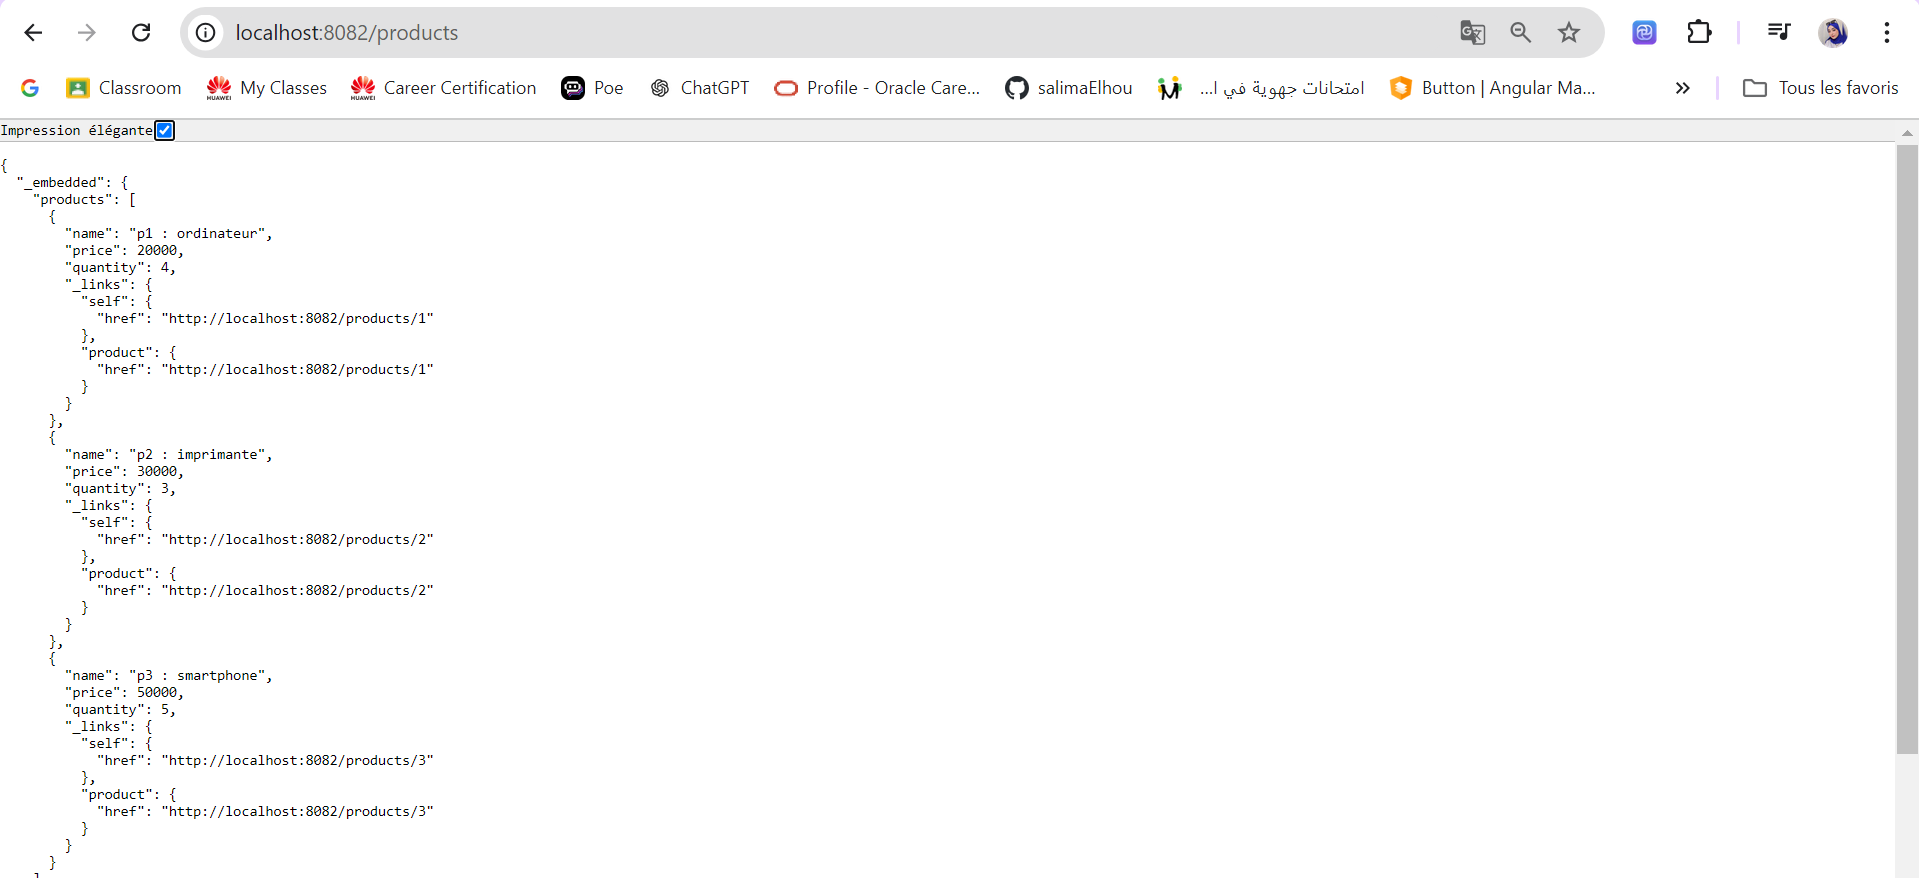 localhost:8082/products
Classroom My Classes Career Certification Poe ChatGPT Profile - Oracle Care... salimaElhou امتحانات جهوية في ا... Button | Angular Ma... Tous les favoris
Impression élégante
{
"_embedded": {
"products": [
{
"name": "p1 : ordinateur",
"price": 20000,
"quantity": 4,
"_links": {
"self": {
"href": "http://localhost:8082/products/1"
},
"product": {
"href": "http://localhost:8082/products/1"
}
}
},
{
"name": "p2 : imprimante",
"price": 30000,
"quantity": 3,
"_links": {
"self": {
"href": "http://localhost:8082/products/2"
},
"product": {
"href": "http://localhost:8082/products/2"
}
}
},
{
"name": "p3 : smartphone",
"price": 50000,
"quantity": 5,
"_links": {
"self": {
"href": "http://localhost:8082/products/3"
},
"product": {
"href": "http://localhost:8082/products/3"
}
}
}